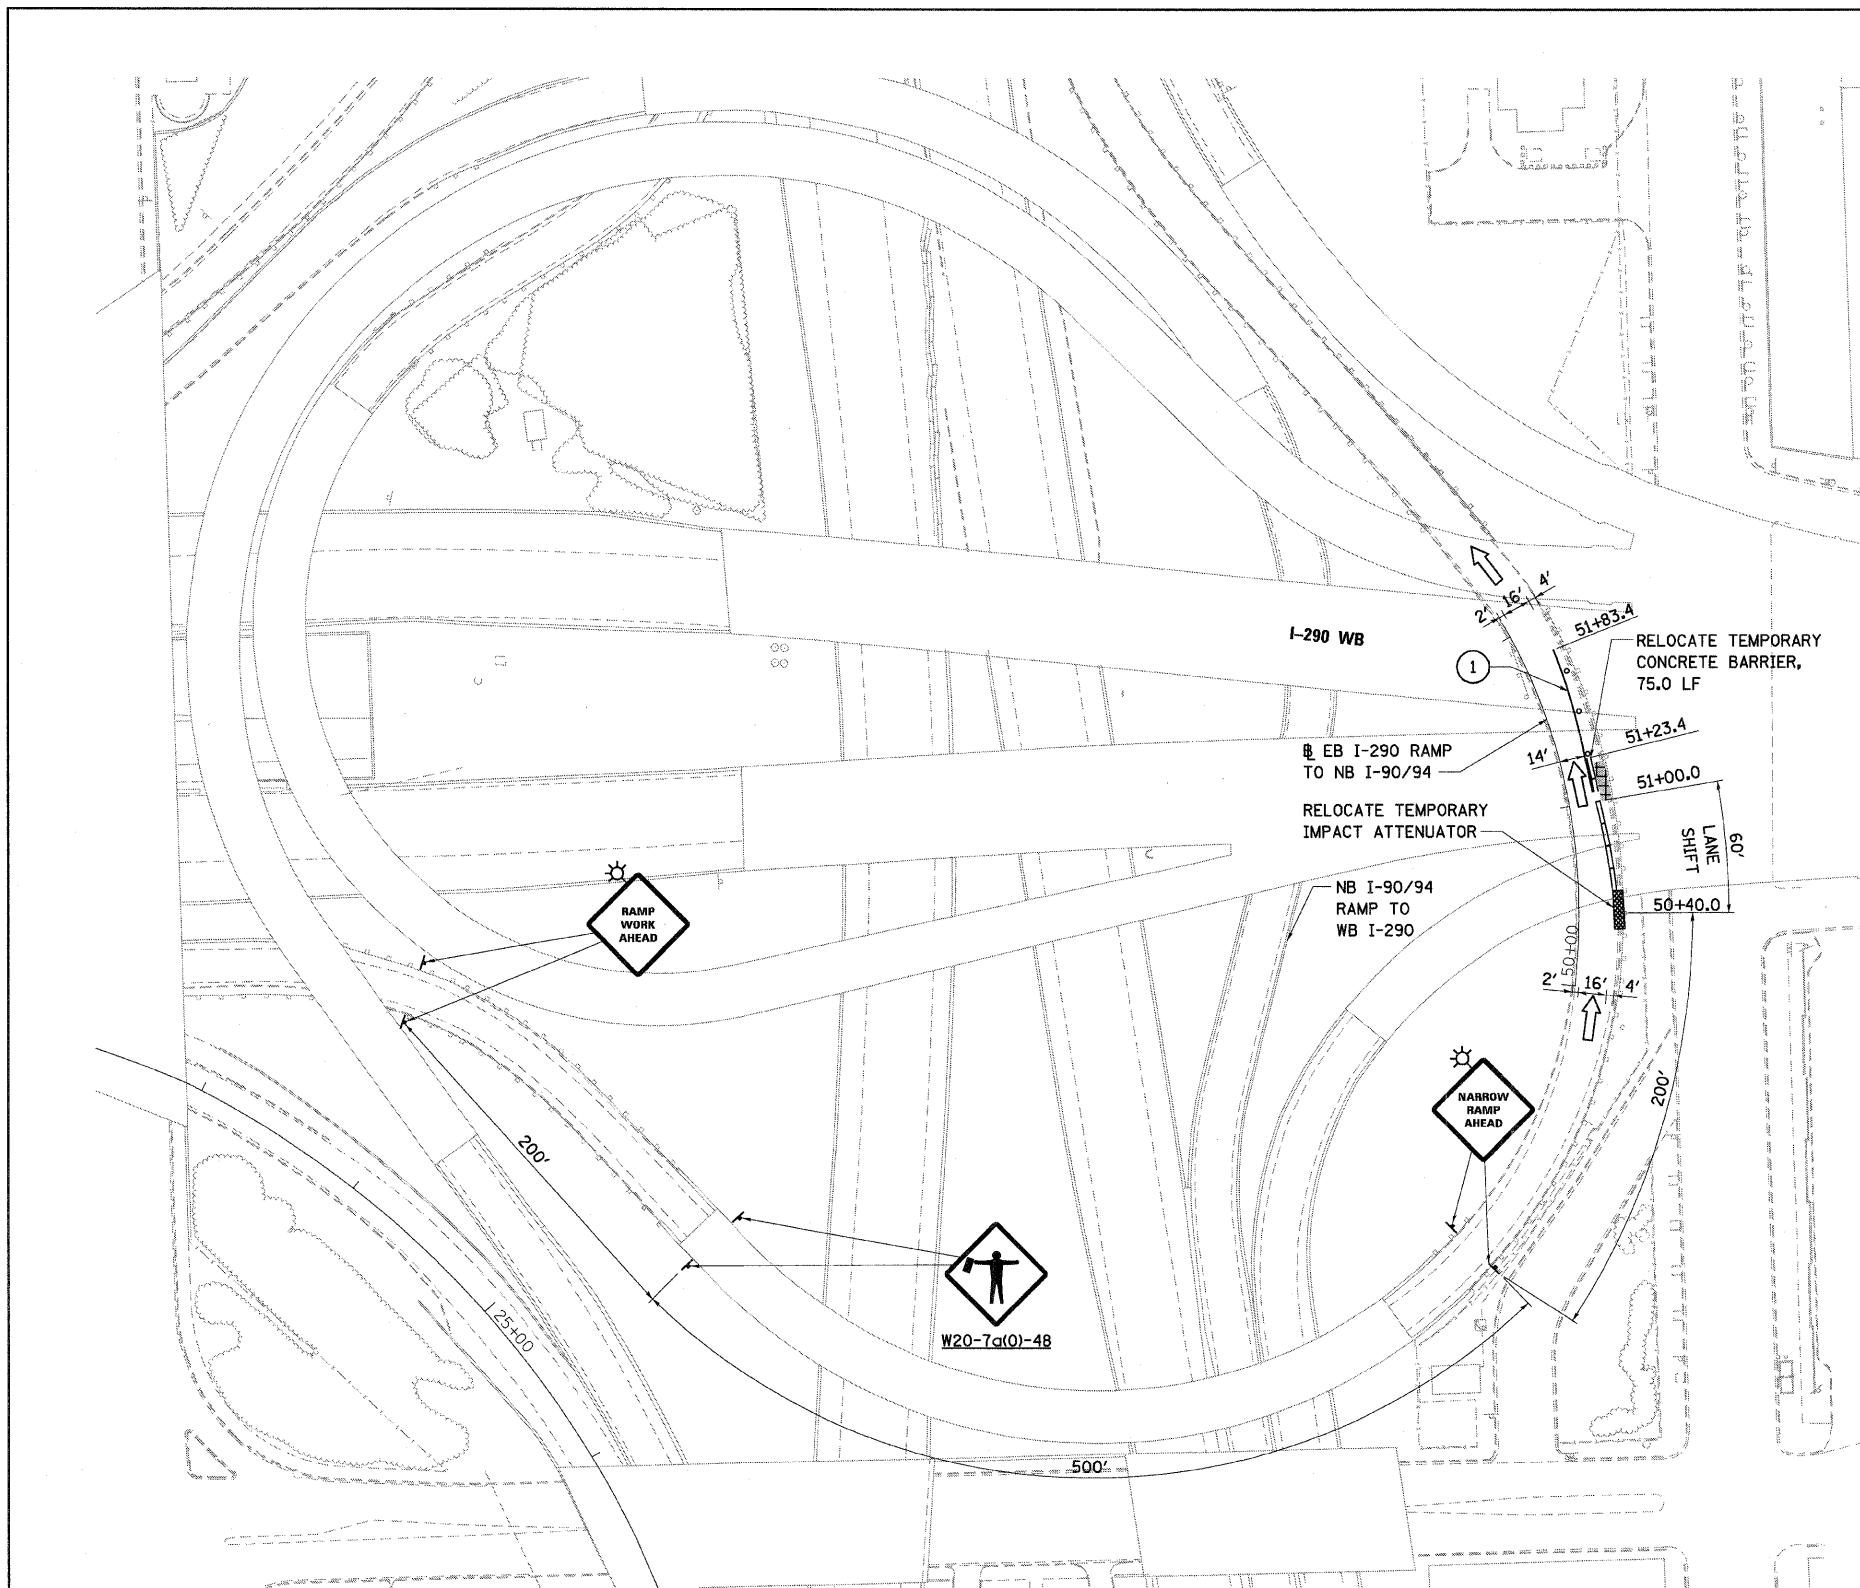 I-290 WB
1
2'
16'
4'
51+83.4
RELOCATE TEMPORARY
CONCRETE BARRIER,
75.0 LF
51+23.4
14'
51+00.0
℄ EB I-290 RAMP
TO NB I-90/94
RELOCATE TEMPORARY
IMPACT ATTENUATOR
60'
LANE
SHIFT
NB I-90/94
RAMP TO
WB I-290
50+40.0
50+00
2'
16'
4'
RAMP
WORK
AHEAD
NARROW
RAMP
AHEAD
200'
200'
W20-7a(O)-48
25+00
500'